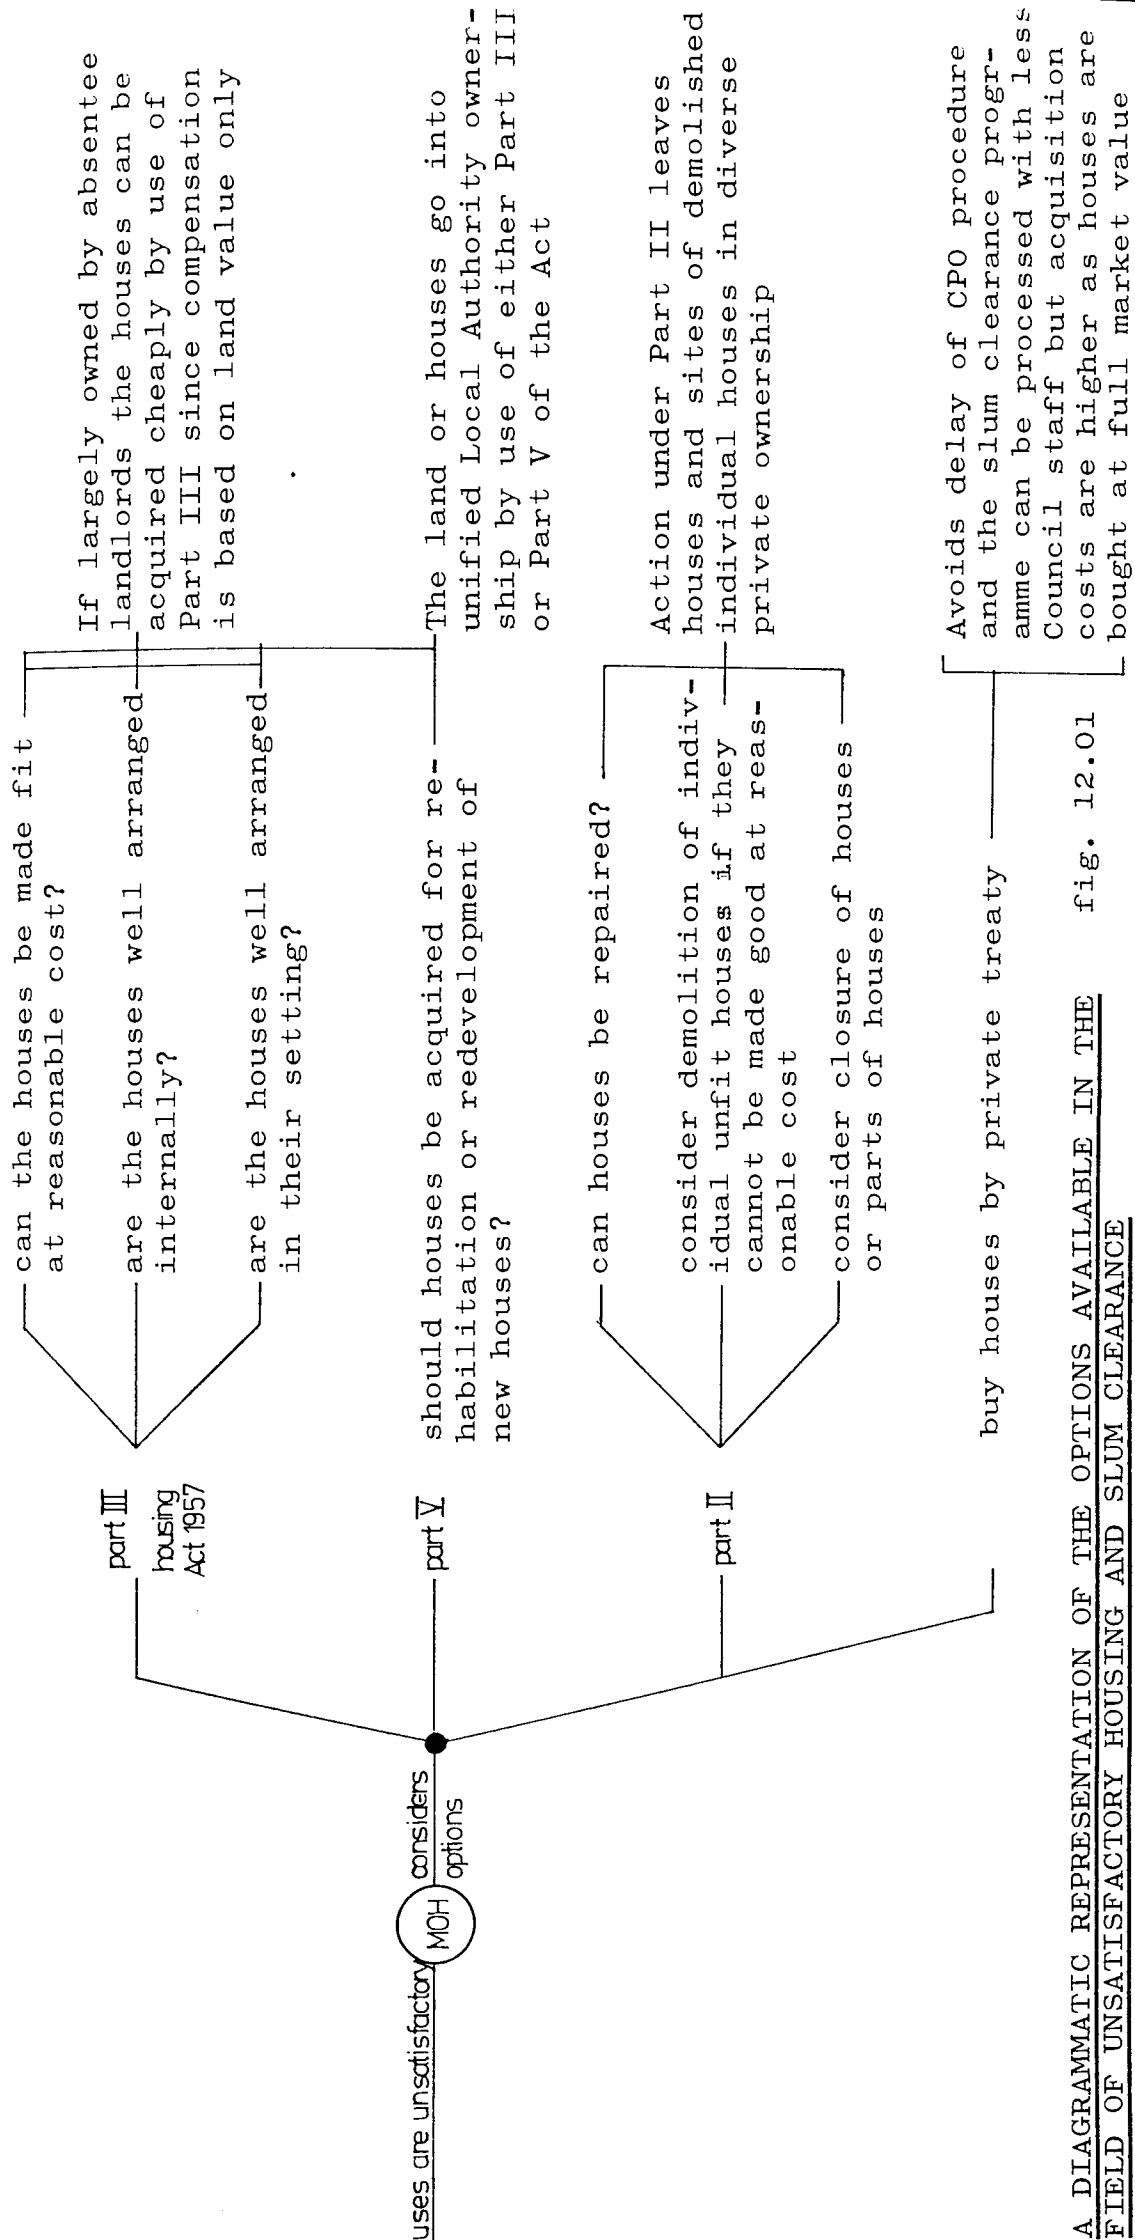 uses are unsatisfactory
MOH
considers
options
part III
housing
Act 1957
can the houses be made fit
at reasonable cost?
are the houses well arranged
internally?
are the houses well arranged
in their setting?
If largely owned by absentee
landlords the houses can be
acquired cheaply by use of
Part III since compensation
is based on land value only
part V
should houses be acquired for re-
habilitation or redevelopment of
new houses?
The land or houses go into
unified Local Authority owner-
ship by use of either Part III
or Part V of the Act
part II
can houses be repaired?
consider demolition of indiv-
idual unfit houses if they
cannot be made good at reas-
onable cost
consider closure of houses
or parts of houses
Action under Part II leaves
houses and sites of demolished
individual houses in diverse
private ownership
buy houses by private treaty
Avoids delay of CPO procedure
and the slum clearance progr-
amme can be processed with less
Council staff but acquisition
costs are higher as houses are
bought at full market value
fig. 12.01
A DIAGRAMMATIC REPRESENTATION OF THE OPTIONS AVAILABLE IN THE
FIELD OF UNSATISFACTORY HOUSING AND SLUM CLEARANCE